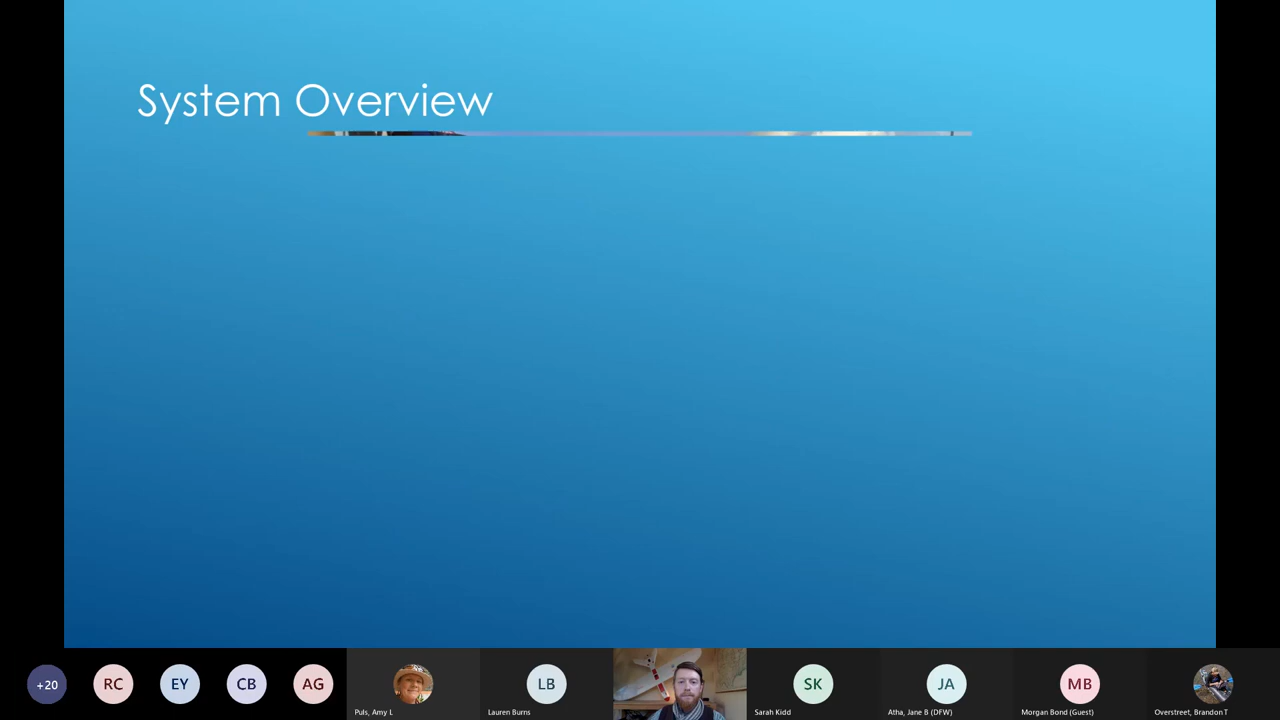 System Overview
+20
RC
EY
CB
AG
Puls, Amy L
LB
Lauren Burns
SK
Sarah Kidd
JA
Atha, Jane B (DFW)
MB
Morgan Bond (Guest)
Overstreet, Brandon T